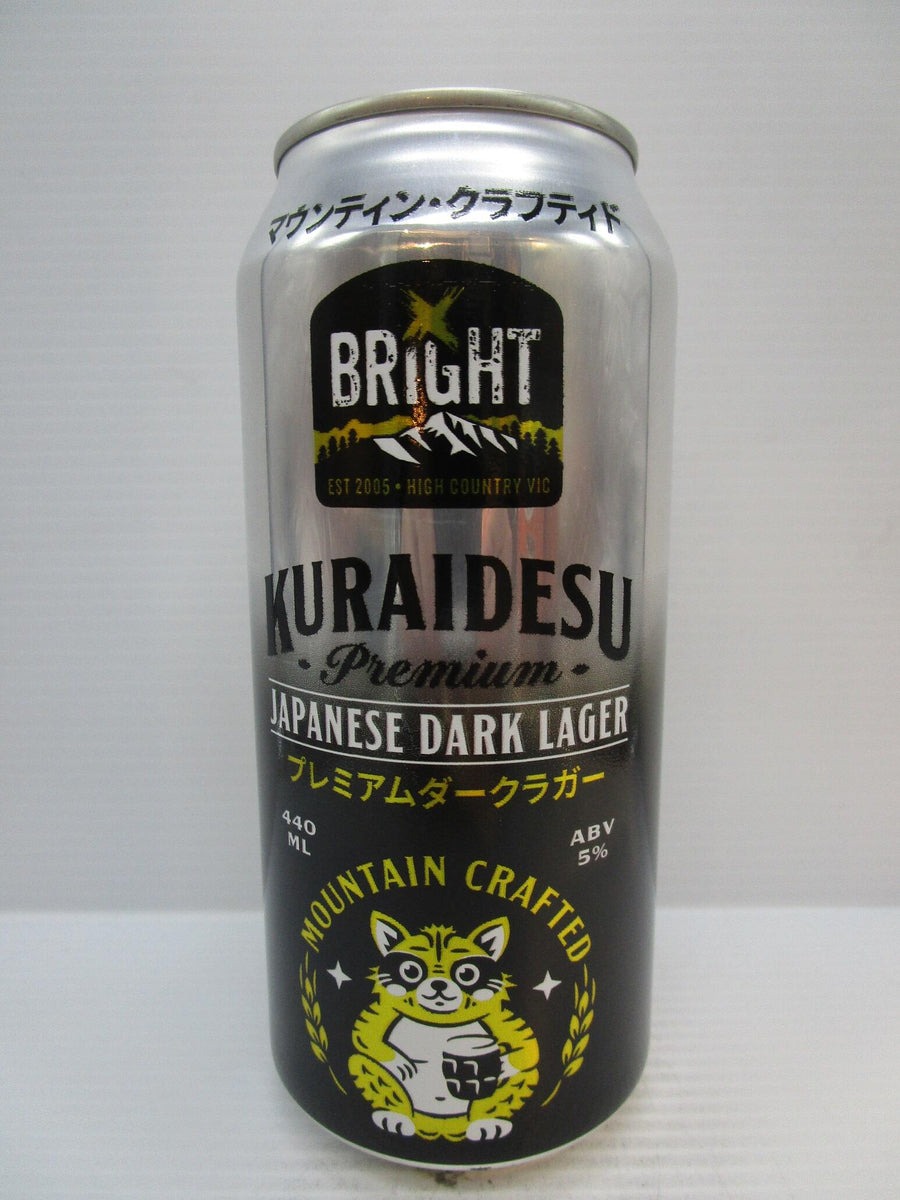 マウンテイン・クラフティド
BRIGHT
EST 2005 • HIGH COUNTRY VIC
KURAIDESU
• Premium •
JAPANESE DARK LAGER
プレミアムダークラガー
440
ML
ABV
5%
MOUNTAIN CRAFTED